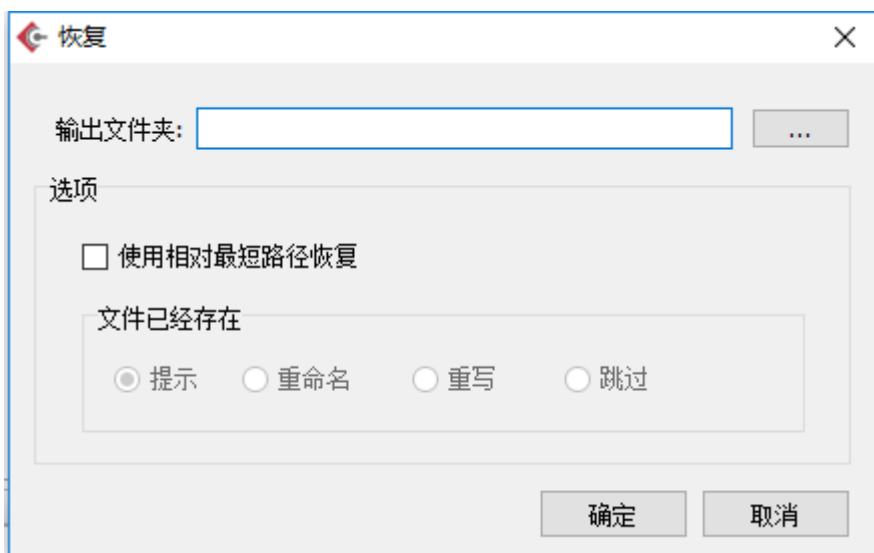 恢复
输出文件夹:
...
选项
使用相对最短路径恢复
文件已经存在
提示 重命名 重写 跳过
确定 取消